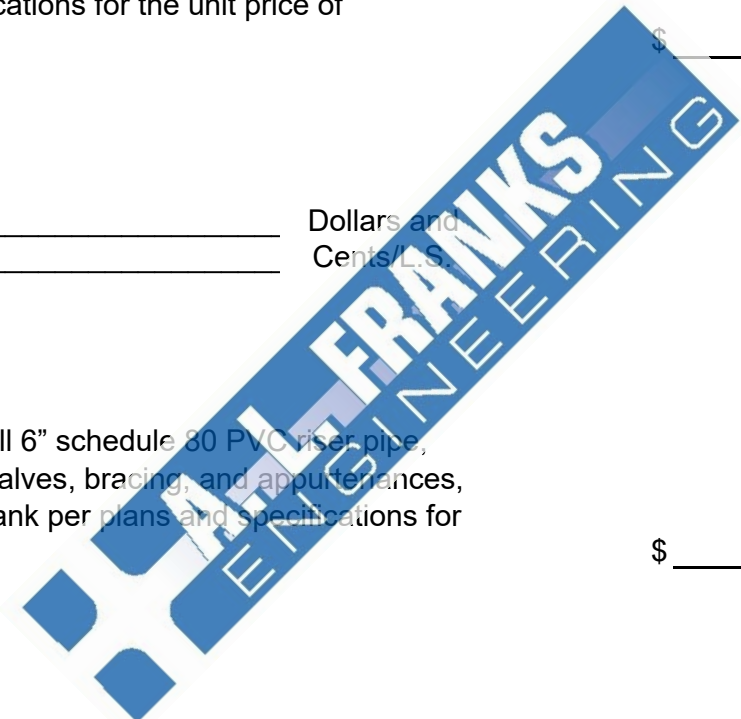 cations for the unit price of
$
Dollars and
Cents/L.S.
ll 6” schedule 80 PVC riser pipe,
alves, bracing, and appurtenances,
ank per plans and specifications for
$
A.L. FRANKS
ENGINEERING